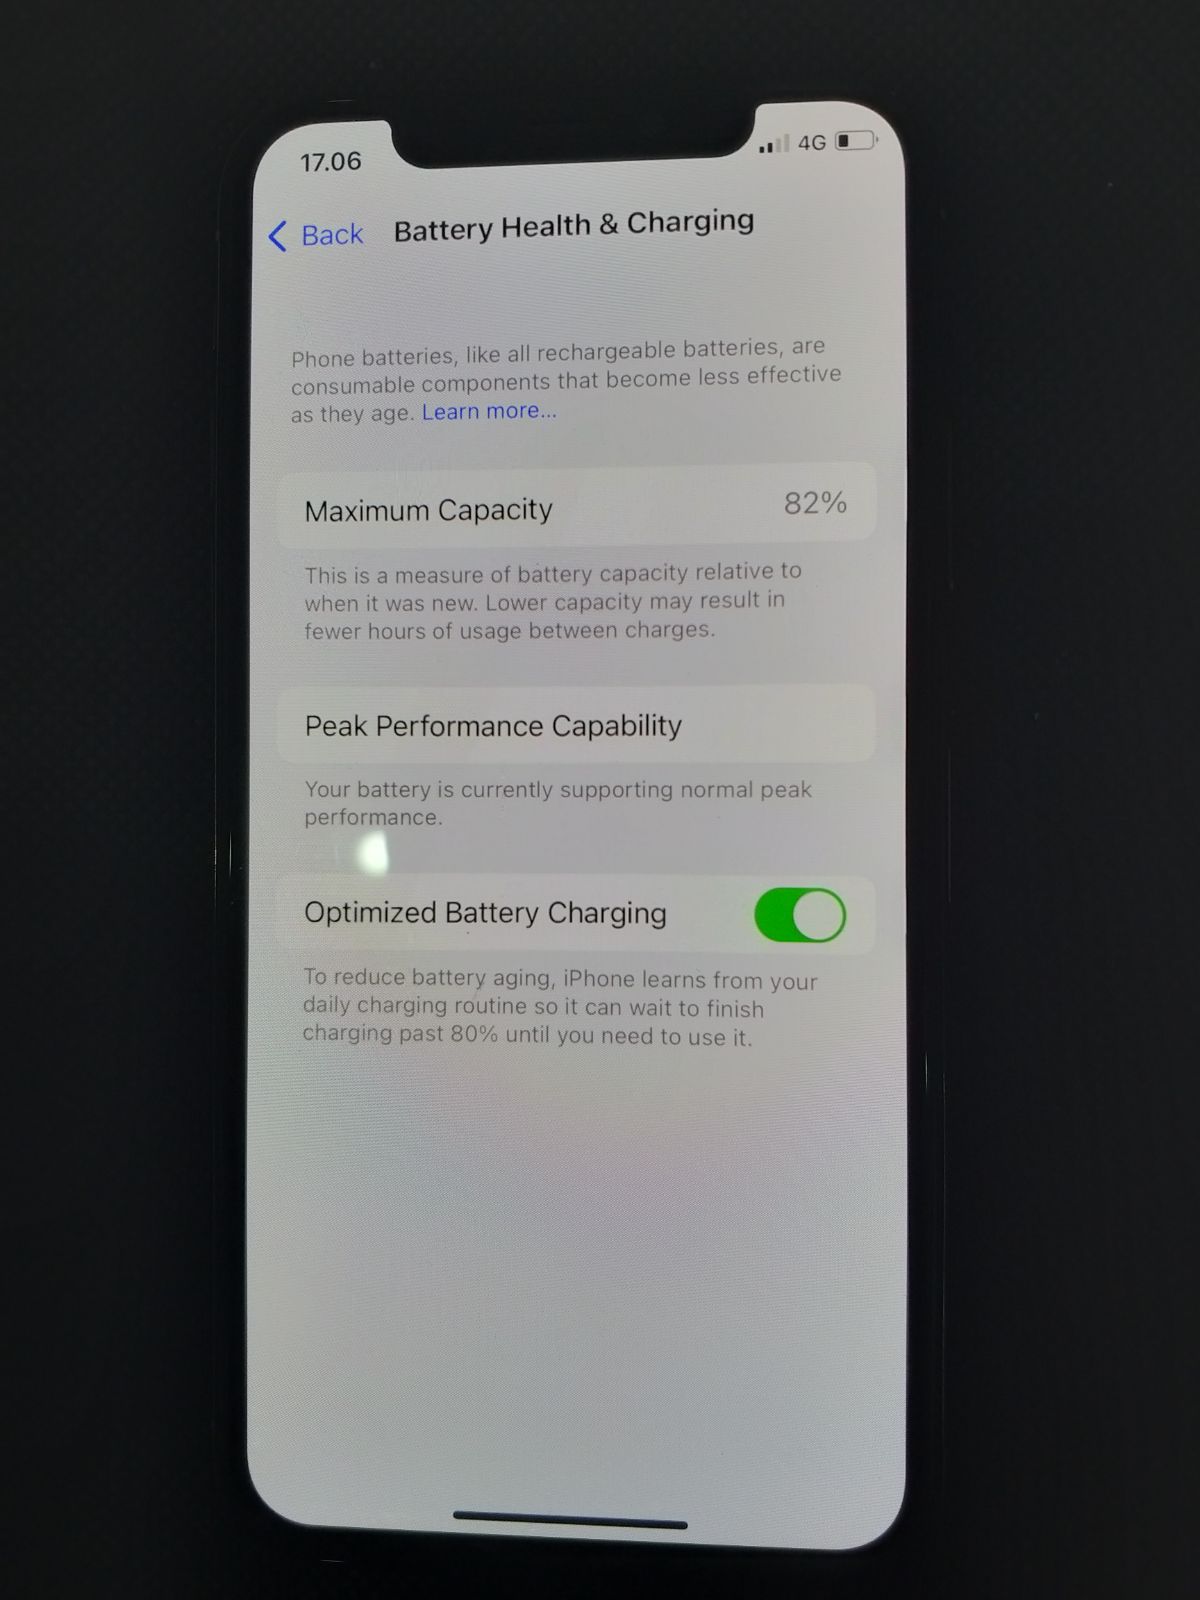 17.06
4G
Back
Battery Health & Charging
Phone batteries, like all rechargeable batteries, are
consumable components that become less effective
as they age. Learn more...
Maximum Capacity 82%
This is a measure of battery capacity relative to
when it was new. Lower capacity may result in
fewer hours of usage between charges.
Peak Performance Capability
Your battery is currently supporting normal peak
performance.
Optimized Battery Charging
To reduce battery aging, iPhone learns from your
daily charging routine so it can wait to finish
charging past 80% until you need to use it.